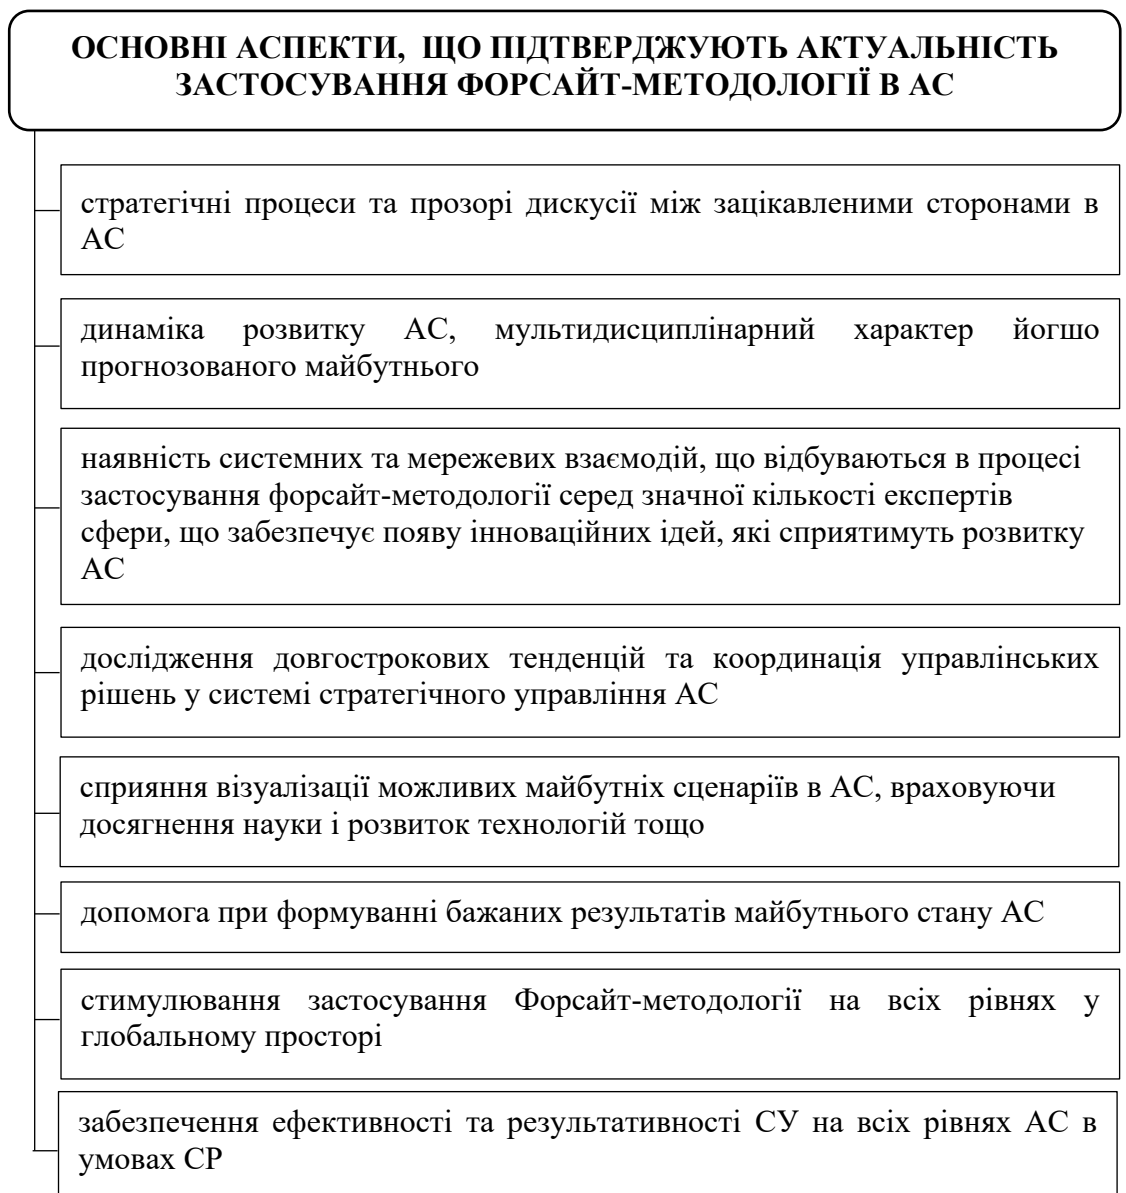 ОСНОВНІ АСПЕКТИ, ЩО ПІДТВЕРДЖУЮТЬ АКТУАЛЬНІСТЬ
ЗАСТОСУВАННЯ ФОРСАЙТ-МЕТОДОЛОГІЇ В АС
стратегічні процеси та прозорі дискусії між зацікавленими сторонами в
АС
динаміка розвитку АС, мультидисциплінарний характер йогшо
прогнозованого майбутнього
наявність системних та мережевих взаємодій, що відбуваються в процесі
застосування форсайт-методології серед значної кількості експертів
сфери, що забезпечує появу інноваційних ідей, які сприятимуть розвитку
АС
дослідження довгострокових тенденцій та координація управлінських
рішень у системі стратегічного управління АС
сприяння візуалізації можливих майбутніх сценаріїв в АС, враховуючи
досягнення науки і розвиток технологій тощо
допомога при формуванні бажаних результатів майбутнього стану АС
стимулювання застосування Форсайт-методології на всіх рівнях у
глобальному просторі
забезпечення ефективності та результативності СУ на всіх рівнях АС в
умовах СР